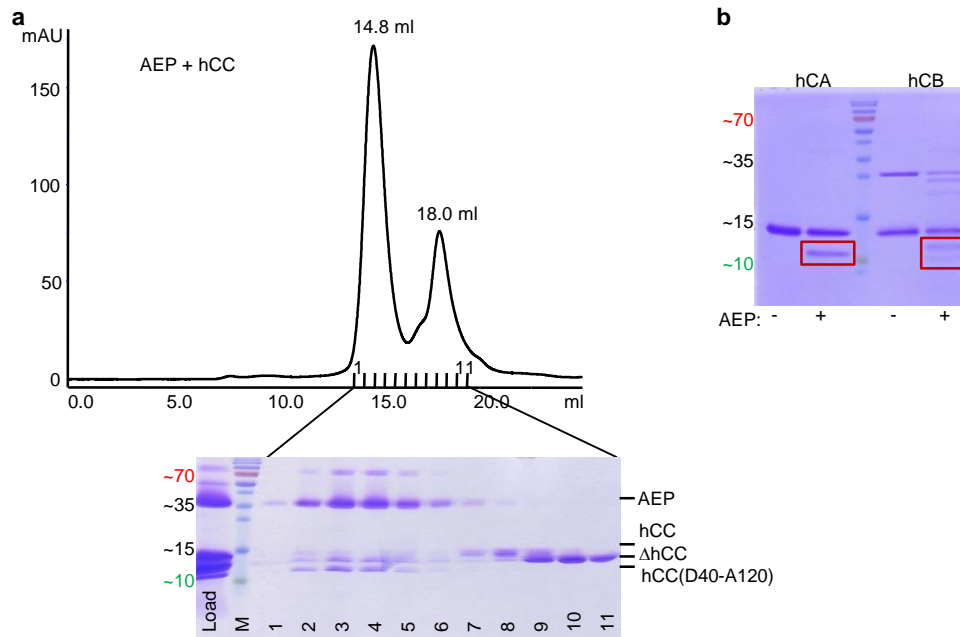 a
b
mAU
14.8 ml
AEP + hCC
150
100
18.0 ml
50
0
1 11
0.0 5.0 10.0 15.0 20.0 ml
hCA hCB
~70
~35
~15
~10
AEP: - + - +
~70
~35
~15
~10
AEP
hCC
ΔhCC
hCC(D40-A120)
Load M 1 2 3 4 5 6 7 8 9 10 11